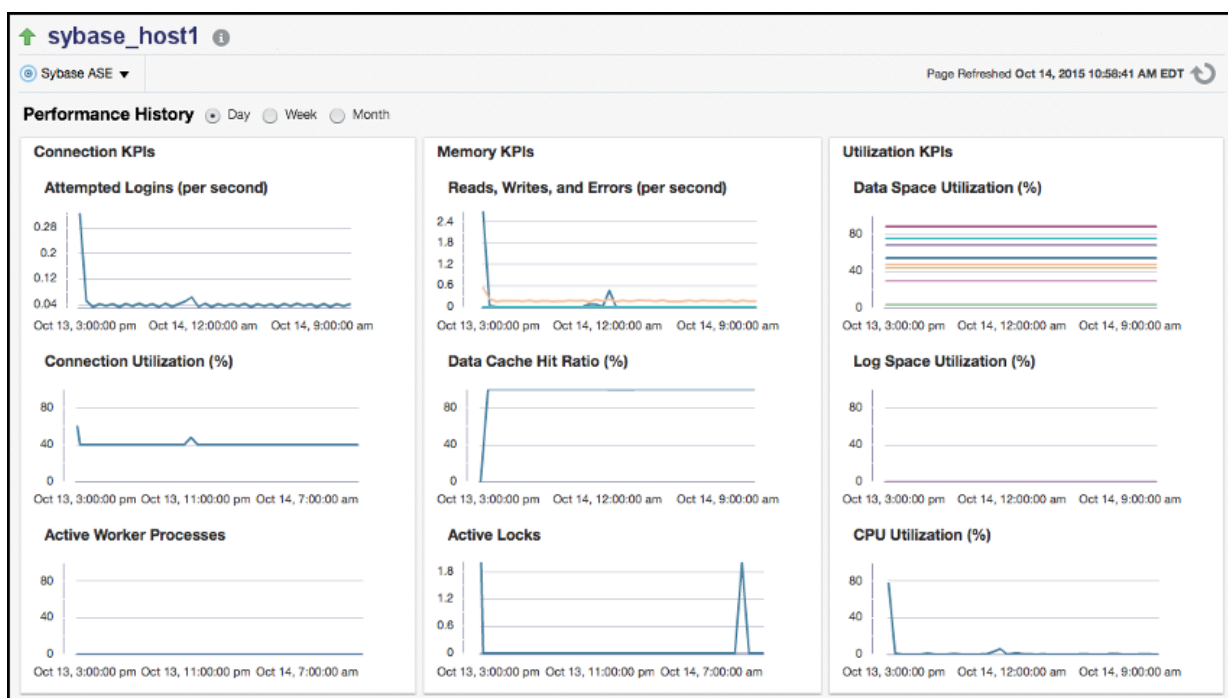 sybase_host1
Sybase ASE
Page Refreshed Oct 14, 2015 10:58:41 AM EDT
Performance History Day Week Month
Connection KPIs
Attempted Logins (per second)
0.28
0.2
0.12
0.04
Oct 13, 3:00:00 pm Oct 14, 12:00:00 am Oct 14, 9:00:00 am
Connection Utilization (%)
80
40
0
Oct 13, 3:00:00 pm Oct 13, 11:00:00 pm Oct 14, 7:00:00 am
Active Worker Processes
80
40
0
Oct 13, 3:00:00 pm Oct 13, 11:00:00 pm Oct 14, 7:00:00 am
Memory KPIs
Reads, Writes, and Errors (per second)
2.4
1.8
1.2
0.6
0
Oct 13, 3:00:00 pm Oct 14, 12:00:00 am Oct 14, 9:00:00 am
Data Cache Hit Ratio (%)
80
40
0
Oct 13, 3:00:00 pm Oct 14, 12:00:00 am Oct 14, 9:00:00 am
Active Locks
1.8
1.2
0.6
0
Oct 13, 3:00:00 pm Oct 13, 11:00:00 pm Oct 14, 7:00:00 am
Utilization KPIs
Data Space Utilization (%)
80
40
0
Oct 13, 3:00:00 pm Oct 14, 12:00:00 am Oct 14, 9:00:00 am
Log Space Utilization (%)
80
40
0
Oct 13, 3:00:00 pm Oct 14, 12:00:00 am Oct 14, 9:00:00 am
CPU Utilization (%)
80
40
0
Oct 13, 3:00:00 pm Oct 14, 12:00:00 am Oct 14, 9:00:00 am